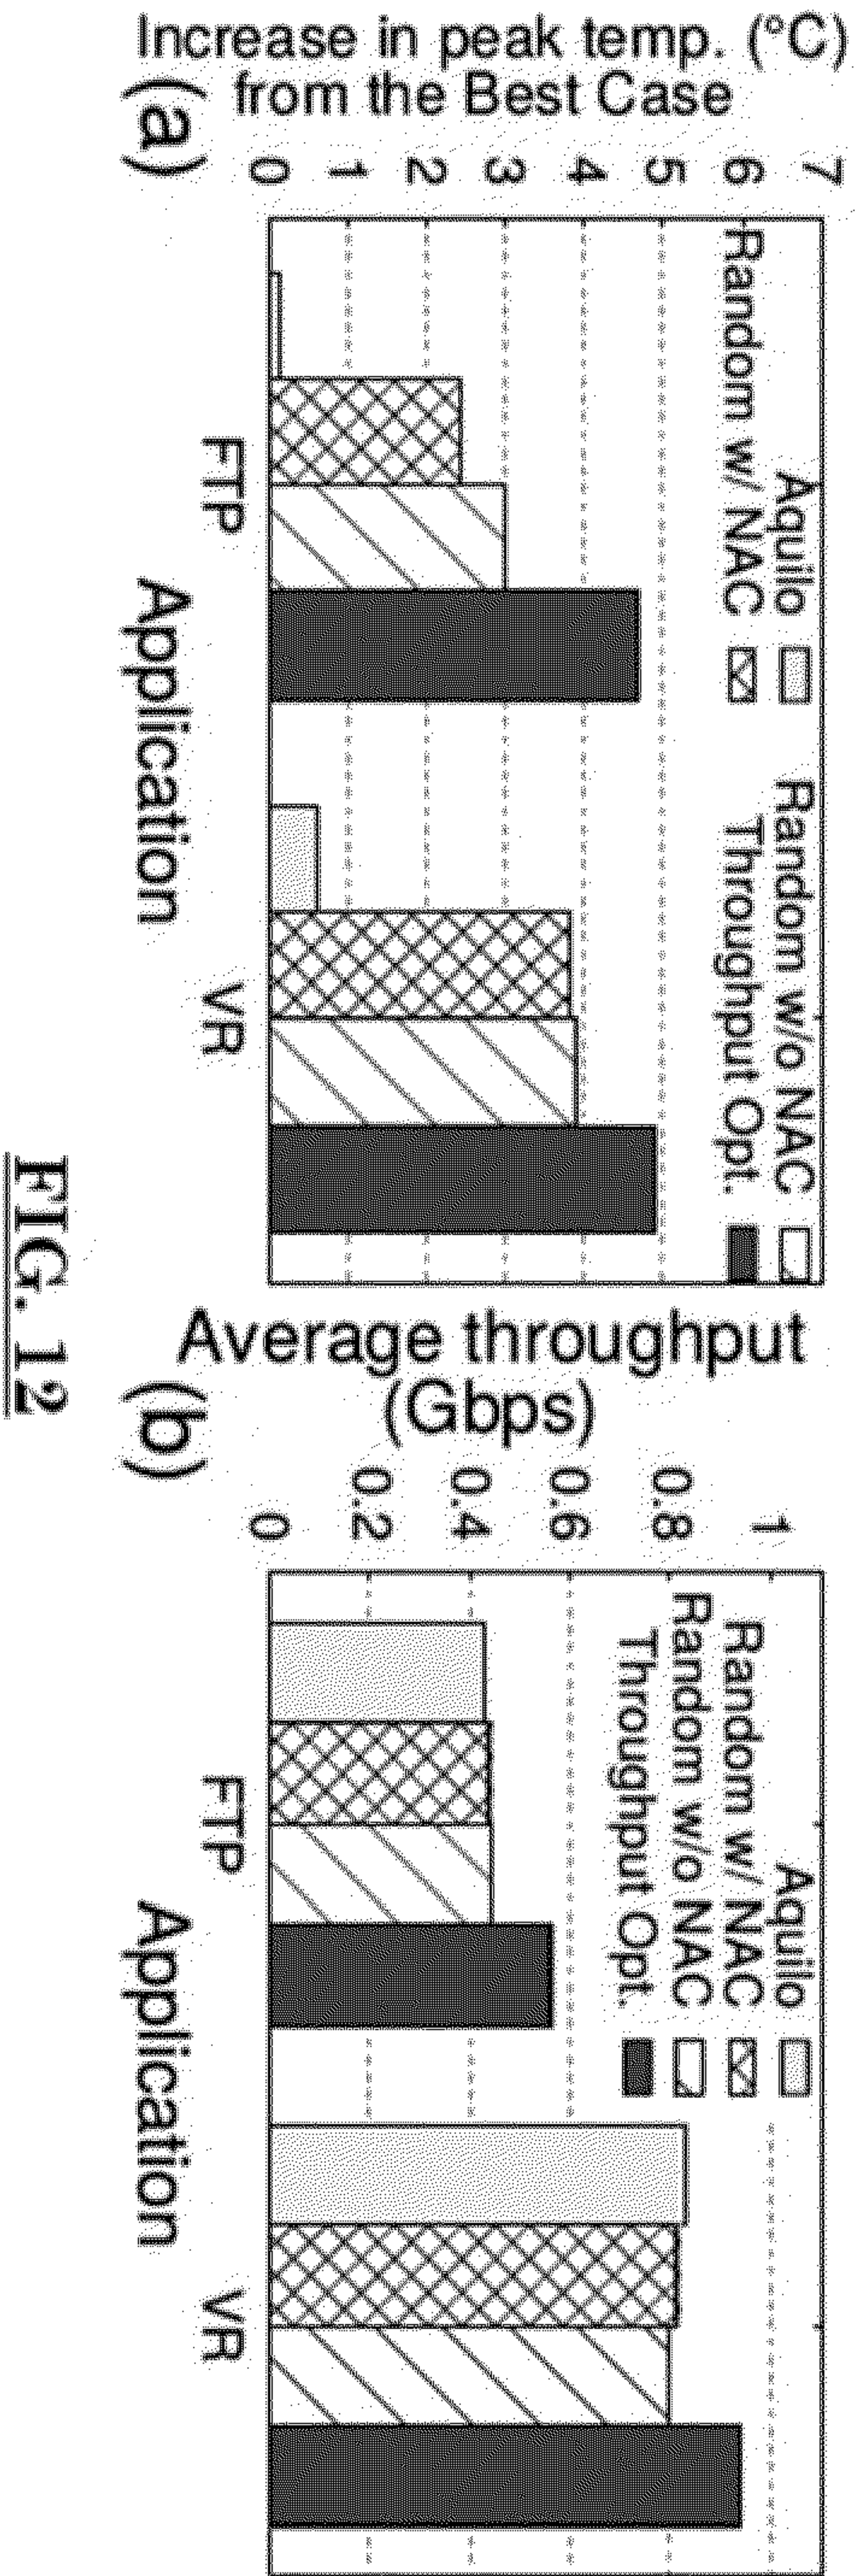 Increase in peak temp. (°C)
from the Best Case
(a)
7
6
5
4
3
2
1
0
Aquilo
Random w/ NAC
Random w/o NAC
Throughput Opt.
FTP
VR
Application
Average throughput
(Gbps)
(b)
1
0.8
0.6
0.4
0.2
0
Aquilo
Random w/ NAC
Random w/o NAC
Throughput Opt.
FTP
VR
Application
FIG. 12